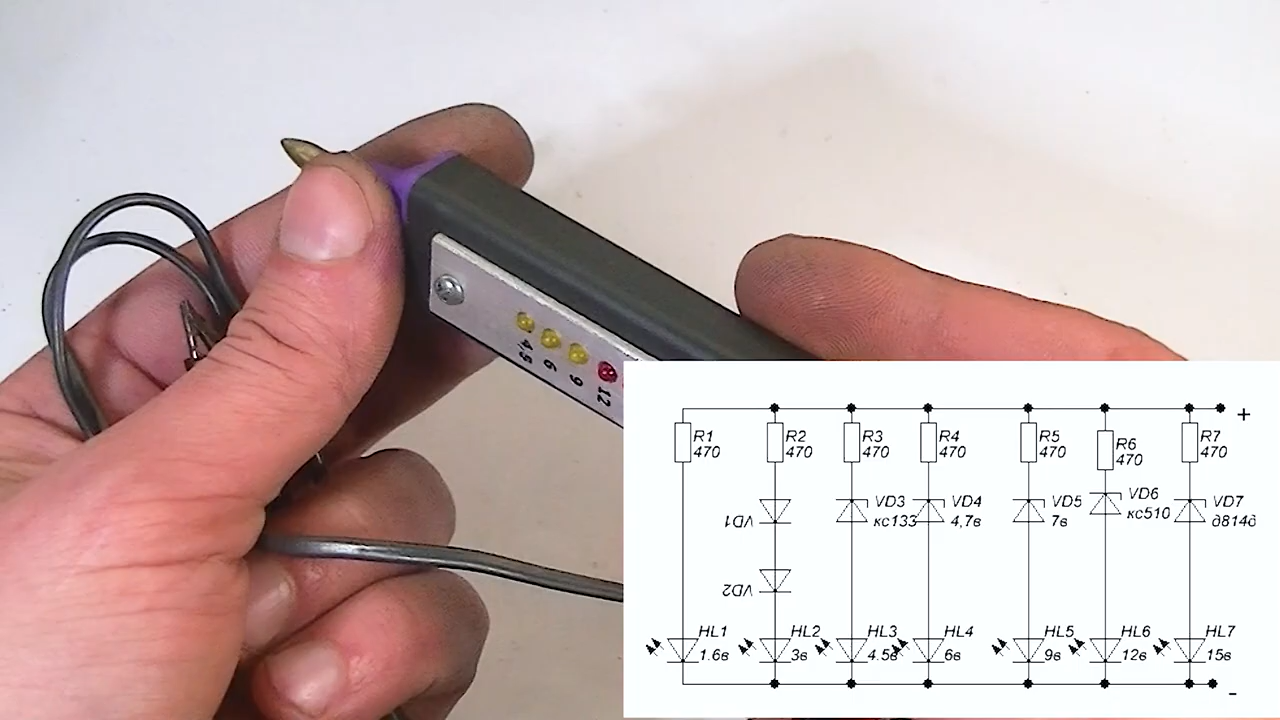 4,5
6
9
12
+
R1
470
R2
470
R3
470
R4
470
R5
470
R6
470
R7
470
VD1
VD2
VD3
кс133
VD4
4,7в
VD5
7в
VD6
кс510
VD7
д814д
HL1
1.6в
HL2
3в
HL3
4.5в
HL4
6в
HL5
9в
HL6
12в
HL7
15в
-